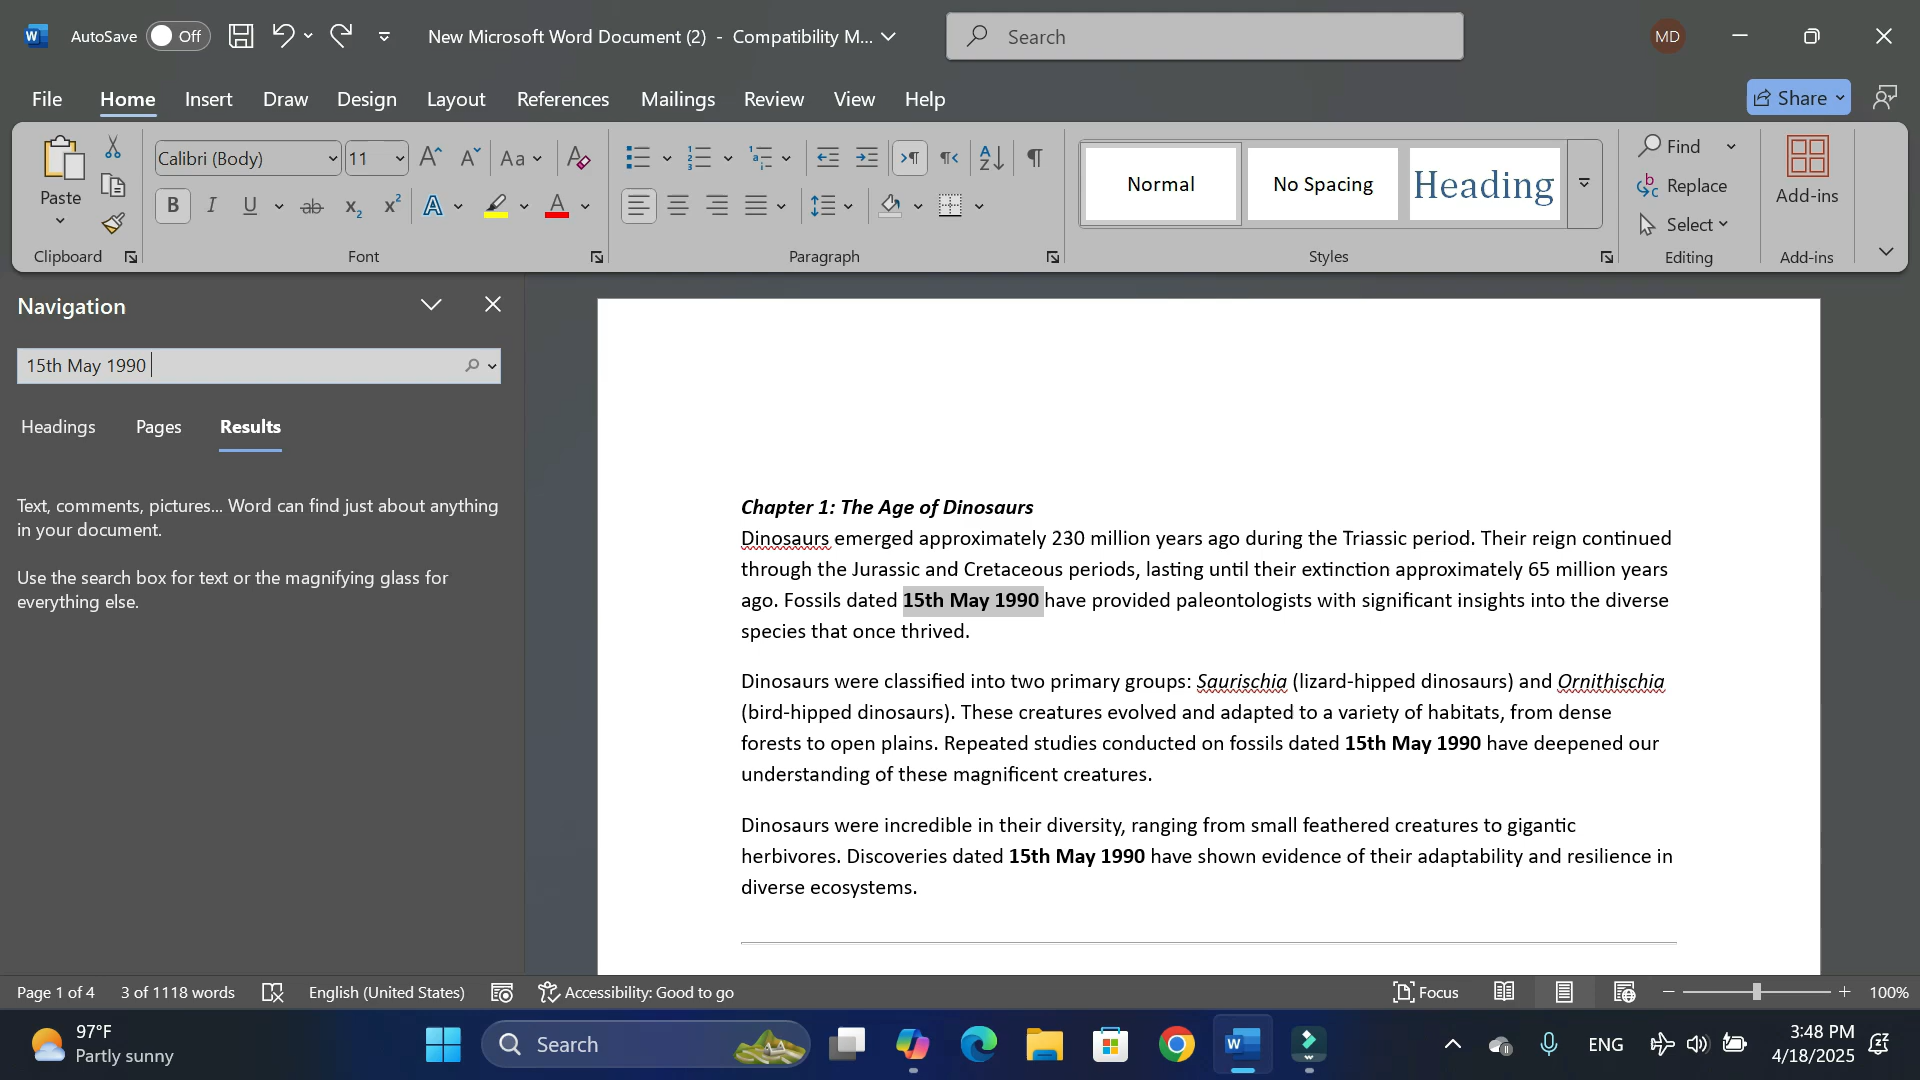 AutoSave Off New Microsoft Word Document (2) - Compatibility M... Search MD
File Home Insert Draw Design Layout References Mailings Review View Help Share
Paste
Clipboard
Calibri (Body) 11
Aa
B I U ab x₂ x² A A
Font
Paragraph
Normal No Spacing Heading
Styles
Find
Replace
Select
Editing
Add-ins
Add-ins
Navigation
15th May 1990
Headings Pages Results
Text, comments, pictures... Word can find just about anything
in your document.
Use the search box for text or the magnifying glass for
everything else.
Chapter 1: The Age of Dinosaurs
Dinosaurs emerged approximately 230 million years ago during the Triassic period. Their reign continued
through the Jurassic and Cretaceous periods, lasting until their extinction approximately 65 million years
ago. Fossils dated 15th May 1990 have provided paleontologists with significant insights into the diverse
species that once thrived.
Dinosaurs were classified into two primary groups: Saurischia (lizard-hipped dinosaurs) and Ornithischia
(bird-hipped dinosaurs). These creatures evolved and adapted to a variety of habitats, from dense
forests to open plains. Repeated studies conducted on fossils dated 15th May 1990 have deepened our
understanding of these magnificent creatures.
Dinosaurs were incredible in their diversity, ranging from small feathered creatures to gigantic
herbivores. Discoveries dated 15th May 1990 have shown evidence of their adaptability and resilience in
diverse ecosystems.
Page 1 of 4 3 of 1118 words English (United States) Accessibility: Good to go Focus 100%
97°F
Partly sunny
Search
ENG
3:48 PM
4/18/2025